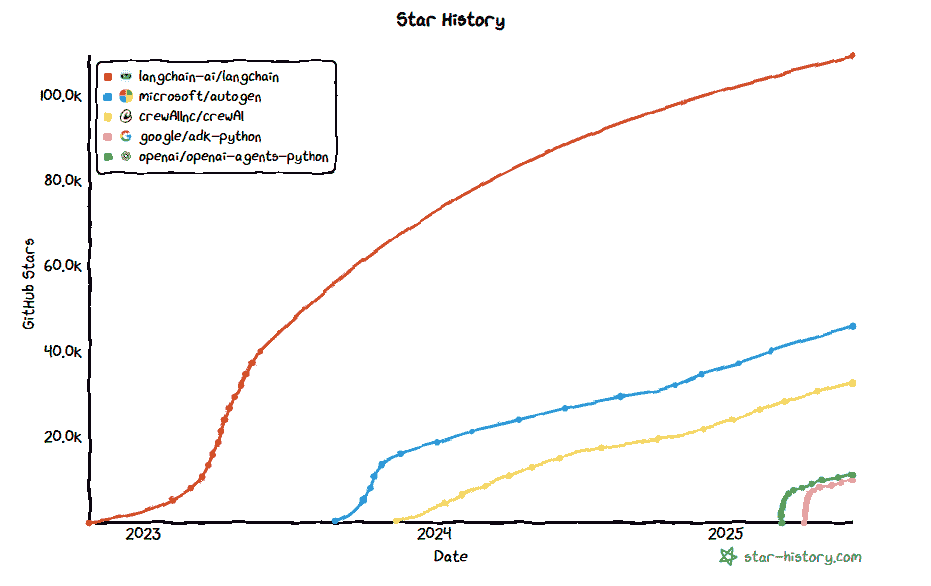 Star History
langchain-ai/langchain
microsoft/autogen
crewAIInc/crewAI
google/adk-python
openai/openai-agents-python
100.0k
80.0k
60.0k
40.0k
20.0k
GitHub Stars
2023
2024
2025
Date
star-history.com